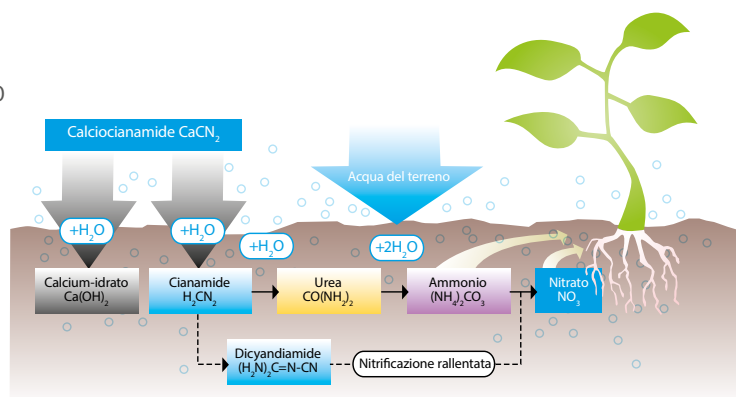 Calciocianamide CaCN₂
Acqua del terreno
+H₂O
+H₂O
+H₂O
+2H₂O
Calcium-idrato
Ca(OH)₂
Cianamide
H₂CN₂
Urea
CO(NH₂)₂
Ammonio
(NH₄)₂CO₃
Nitrato
NO₃
Dicyandiamide
(H₂N)₂C=N-CN
Nitrificazione rallentata